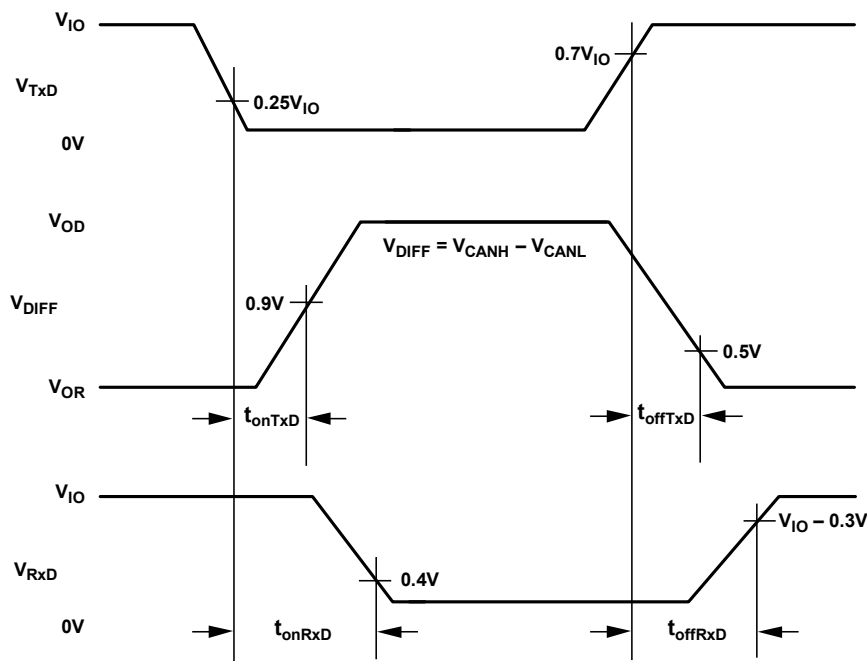 VIO
0.7VIO
VTxD
0.25VIO
0V
VOD
VDIFF = VCANH – VCANL
VDIFF
0.9V
0.5V
VOR
tonTxD
toffTxD
VIO
VIO – 0.3V
VRxD
0.4V
0V
tonRxD
toffRxD